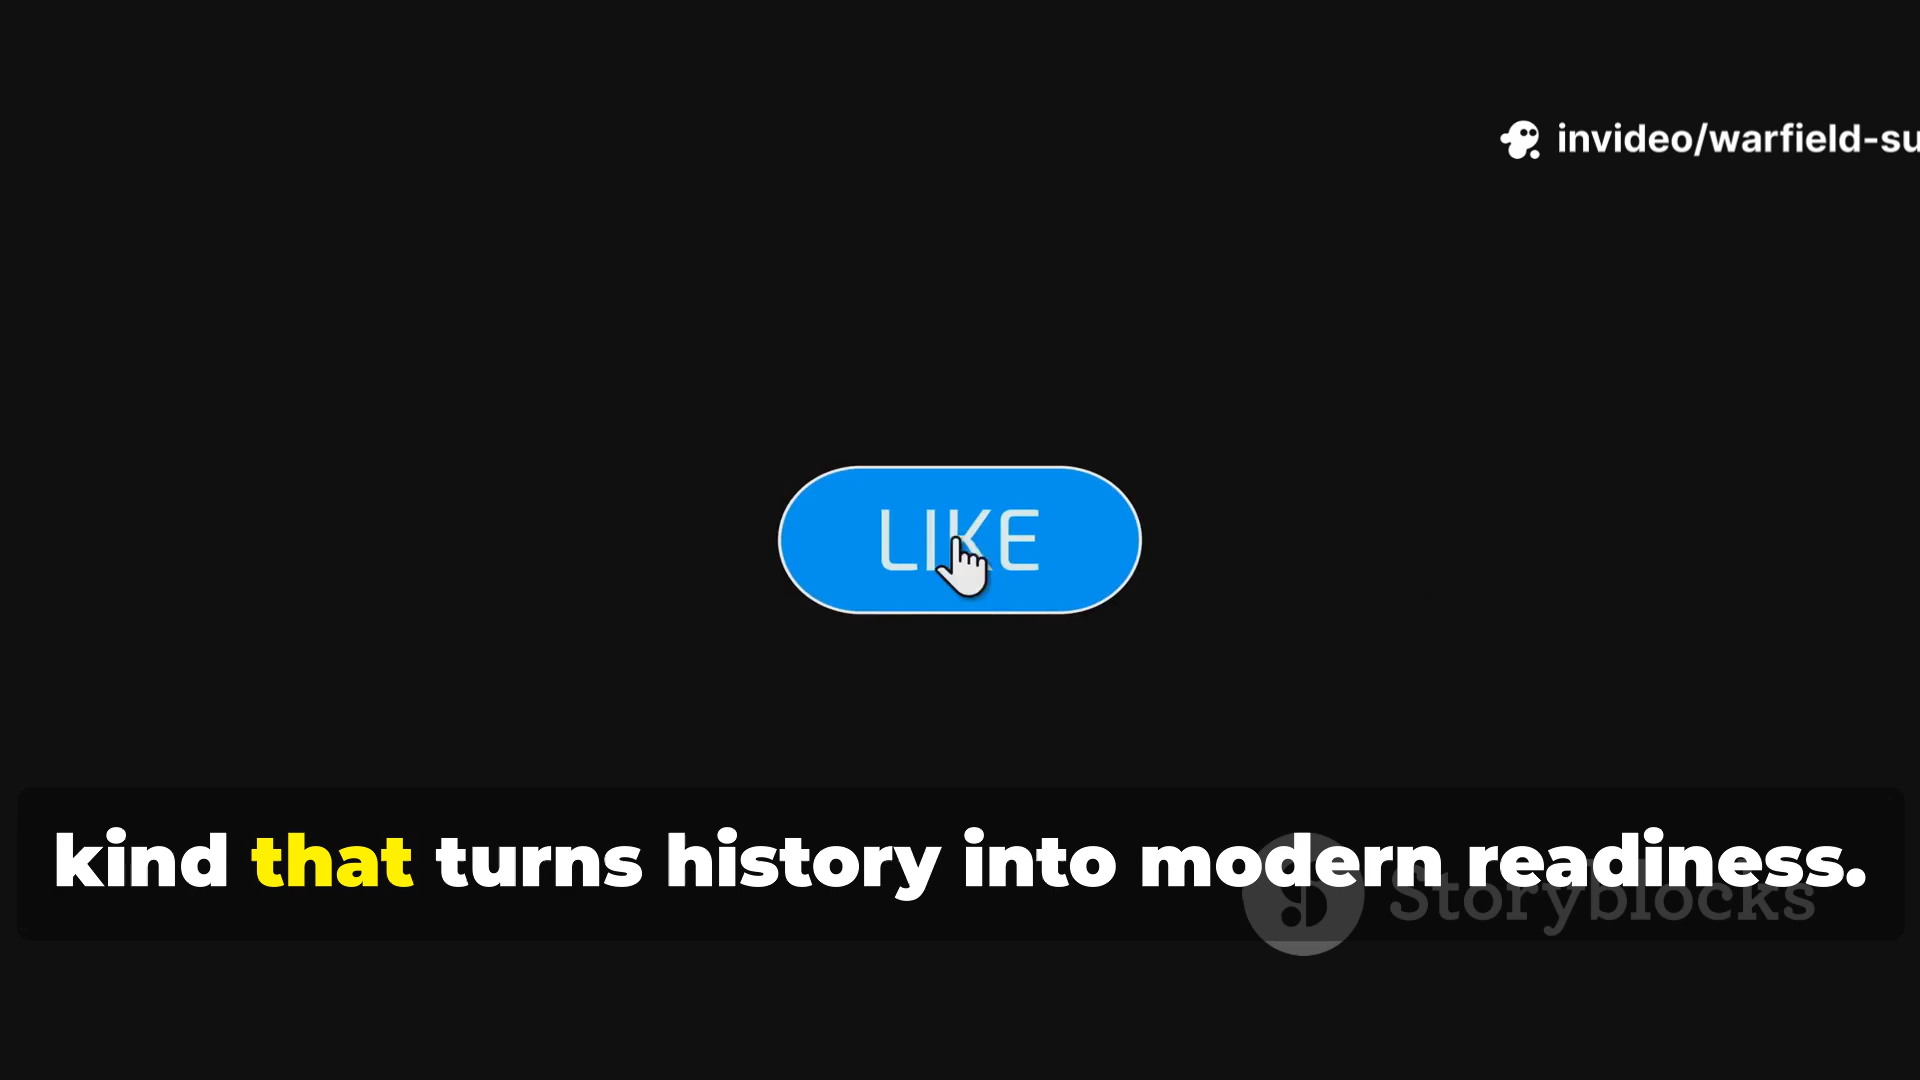 invideo/warfield-su
LIKE
kind that turns history into modern readiness.
Storyblocks